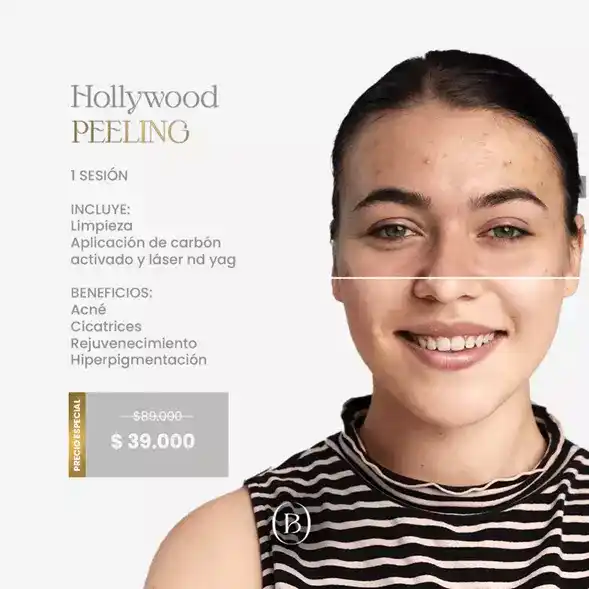 Hollywood
PEELING
1 SESIÓN
INCLUYE:
Limpieza
Aplicación de carbón
activado y láser nd yag
BENEFICIOS:
Acné
Cicatrices
Rejuvenecimiento
Hiperpigmentación
PRECIO ESPECIAL
$89.000
$ 39.000
B